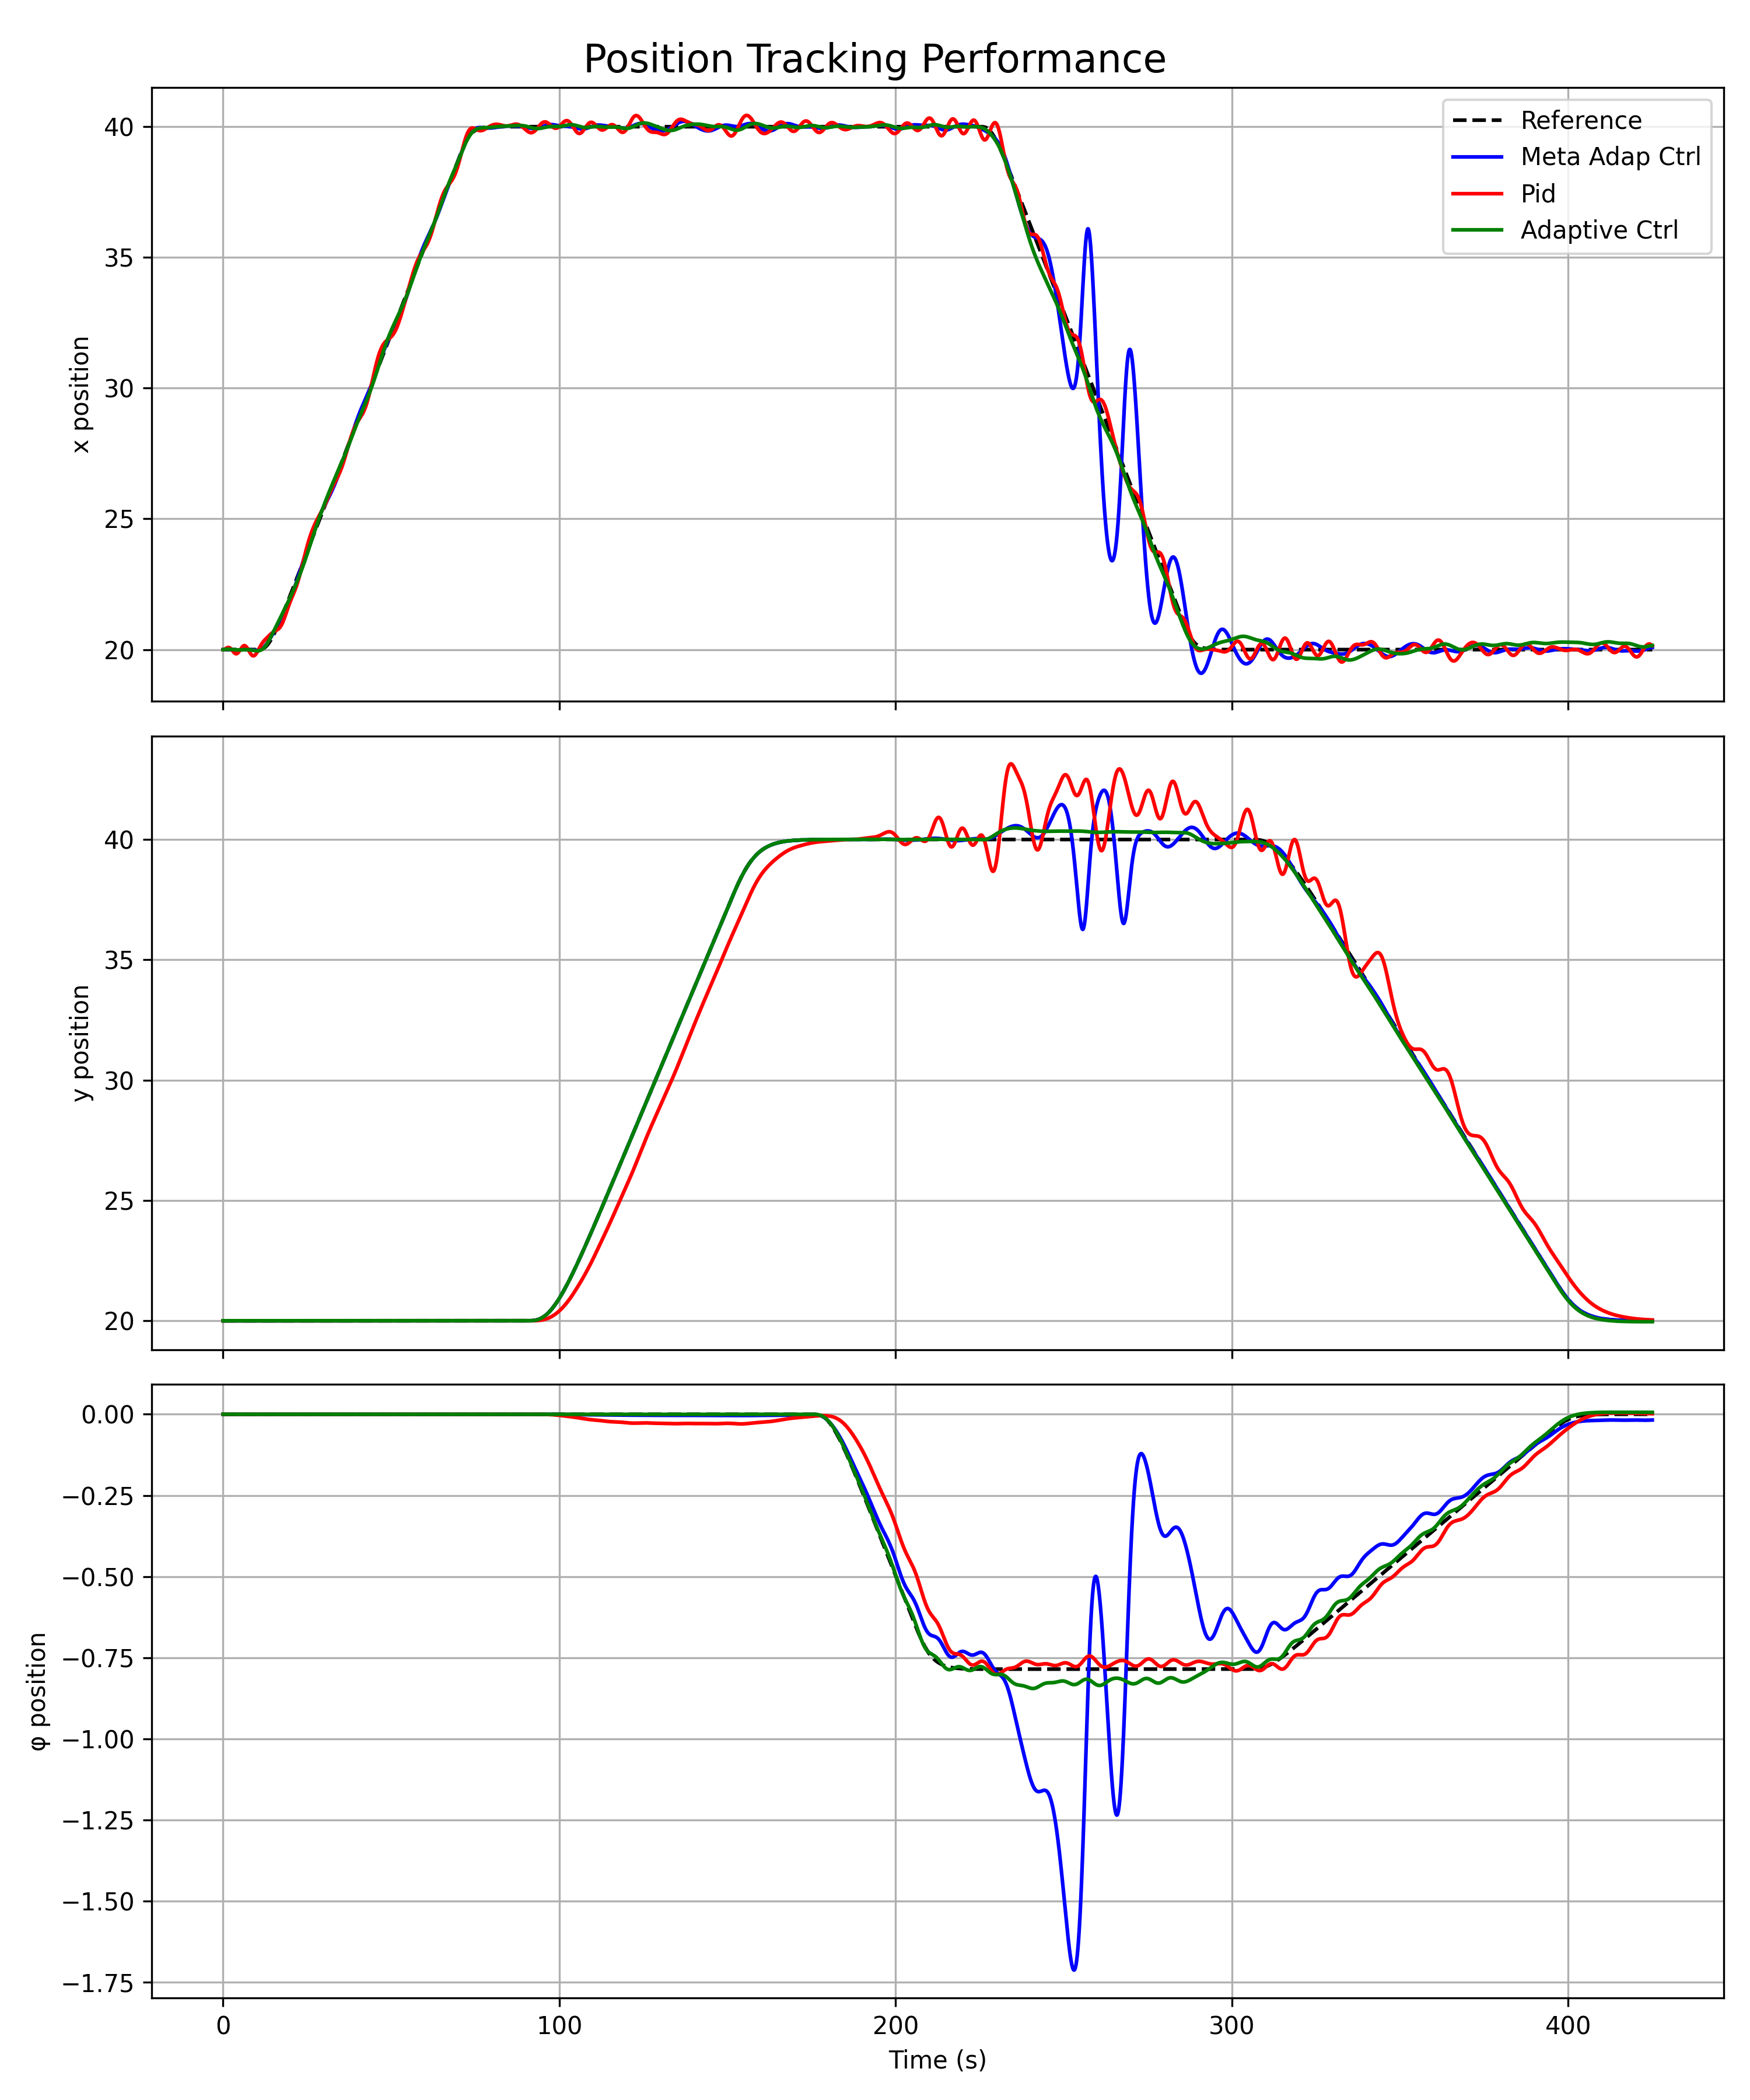 Position Tracking Performance
40
35
30
25
20
x position
Reference
Meta Adap Ctrl
Pid
Adaptive Ctrl
40
35
30
25
20
y position
0.00
−0.25
−0.50
−0.75
−1.00
−1.25
−1.50
−1.75
φ position
0 100 200 300 400
Time (s)